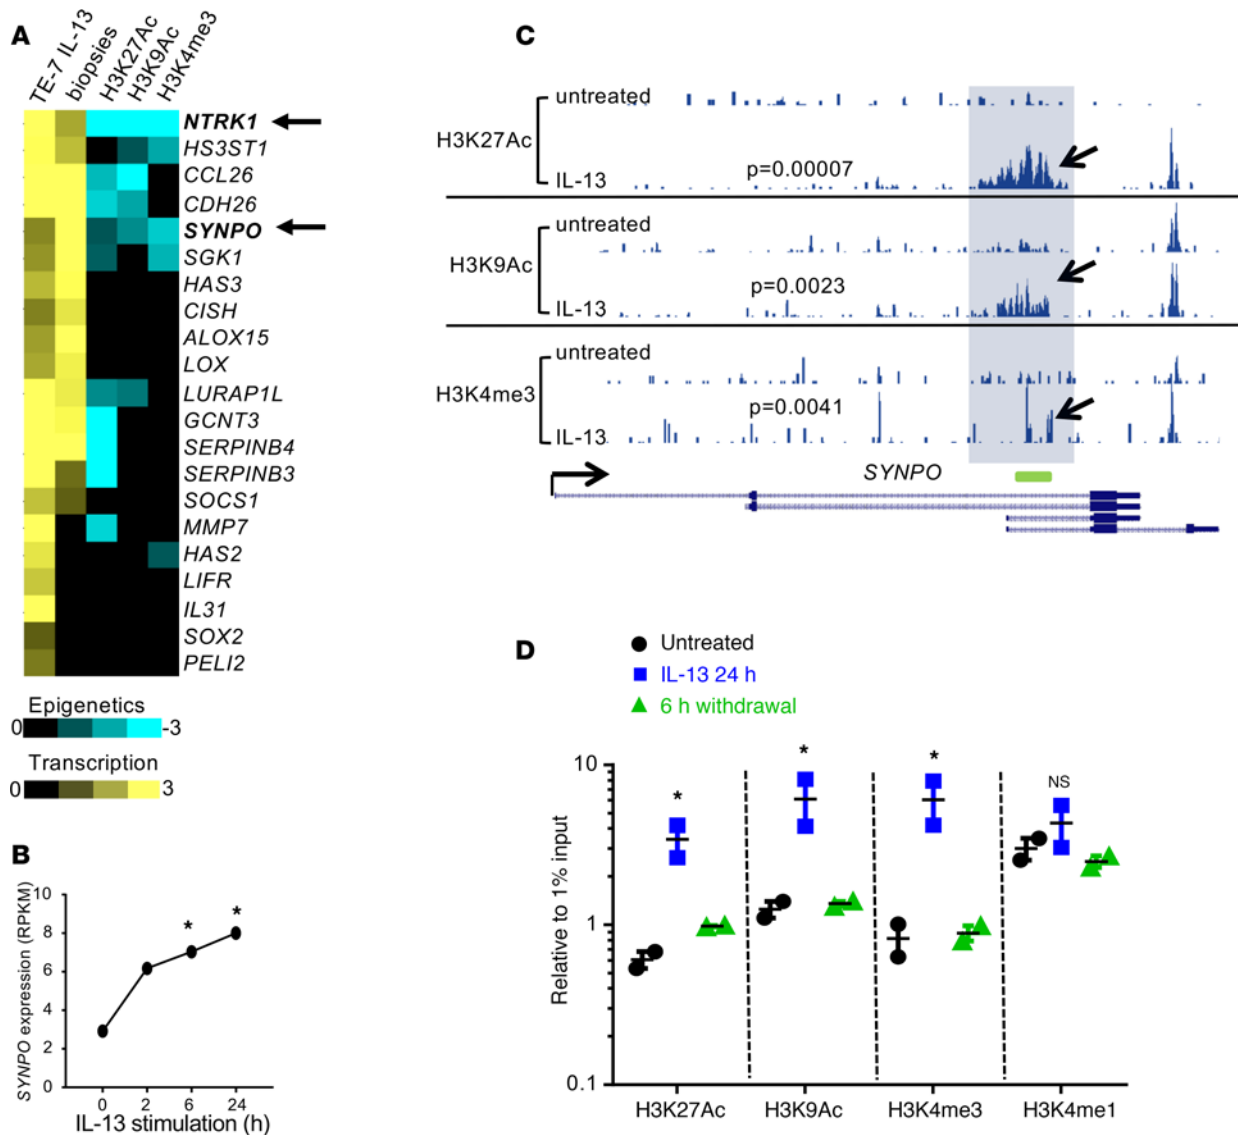 A
TE-7 IL-13
biopsies
H3K27Ac
H3K9Ac
H3K4me3
NTRK1
HS3ST1
CCL26
CDH26
SYNPO
SGK1
HAS3
CISH
ALOX15
LOX
LURAP1L
GCNT3
SERPINB4
SERPINB3
SOCS1
MMP7
HAS2
LIFR
IL31
SOX2
PELI2
Epigenetics
0 -3
Transcription
0 3
B
SYNPO expression (RPKM)
10
8
6
4
2
0
* *
0 2 6 24
IL-13 stimulation (h)
C
untreated
H3K27Ac
p=0.00007
IL-13
untreated
H3K9Ac
p=0.0023
IL-13
untreated
H3K4me3
p=0.0041
IL-13
SYNPO
D
Untreated
IL-13 24 h
6 h withdrawal
Relative to 1% input
10
1
0.1
* * * NS
H3K27Ac H3K9Ac H3K4me3 H3K4me1